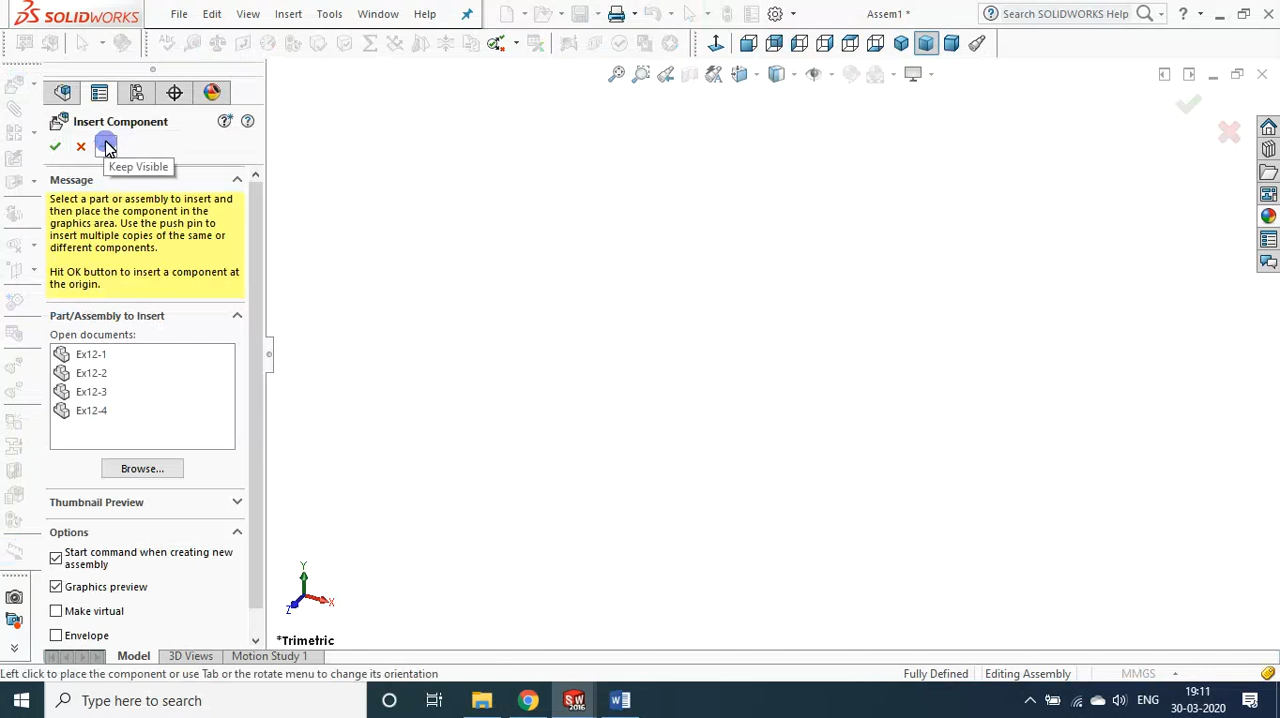 SOLIDWORKS File Edit View Insert Tools Window Help Assem1 * Search SOLIDWORKS Help ?
Insert Component
Keep Visible
Message
Select a part or assembly to insert and
then place the component in the
graphics area. Use the push pin to
insert multiple copies of the same or
different components.
Hit OK button to insert a component at
the origin.
Part/Assembly to Insert
Open documents:
Ex12-1
Ex12-2
Ex12-3
Ex12-4
Browse...
Thumbnail Preview
Options
Start command when creating new
assembly
Graphics preview
Make virtual
Envelope
Y
X
Z
*Trimetric
Model 3D Views Motion Study 1
Left click to place the component or use Tab or the rotate menu to change its orientation Fully Defined Editing Assembly MMGS
Type here to search SW 2016 W ENG 19:11
30-03-2020